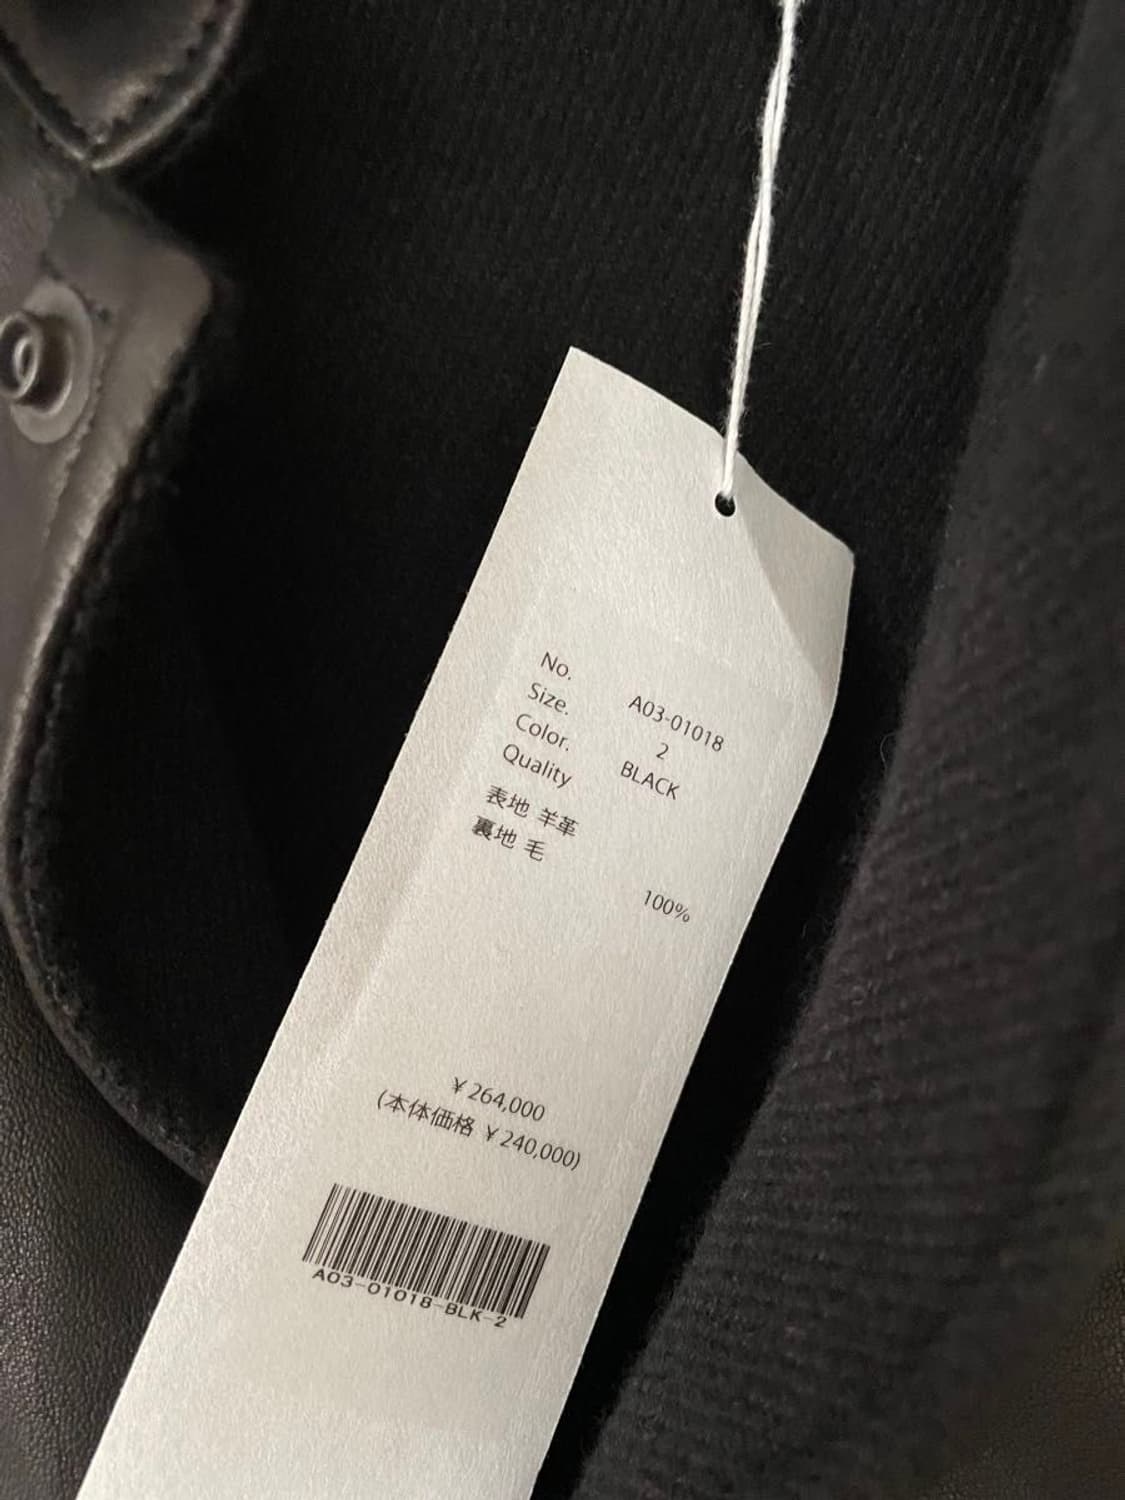 No. A03-01018
Size. 2
Color. BLACK
Quality
表地 羊革
裏地 毛
100%
¥264,000
(本体価格 ¥240,000)
A03-01018-BLK-2